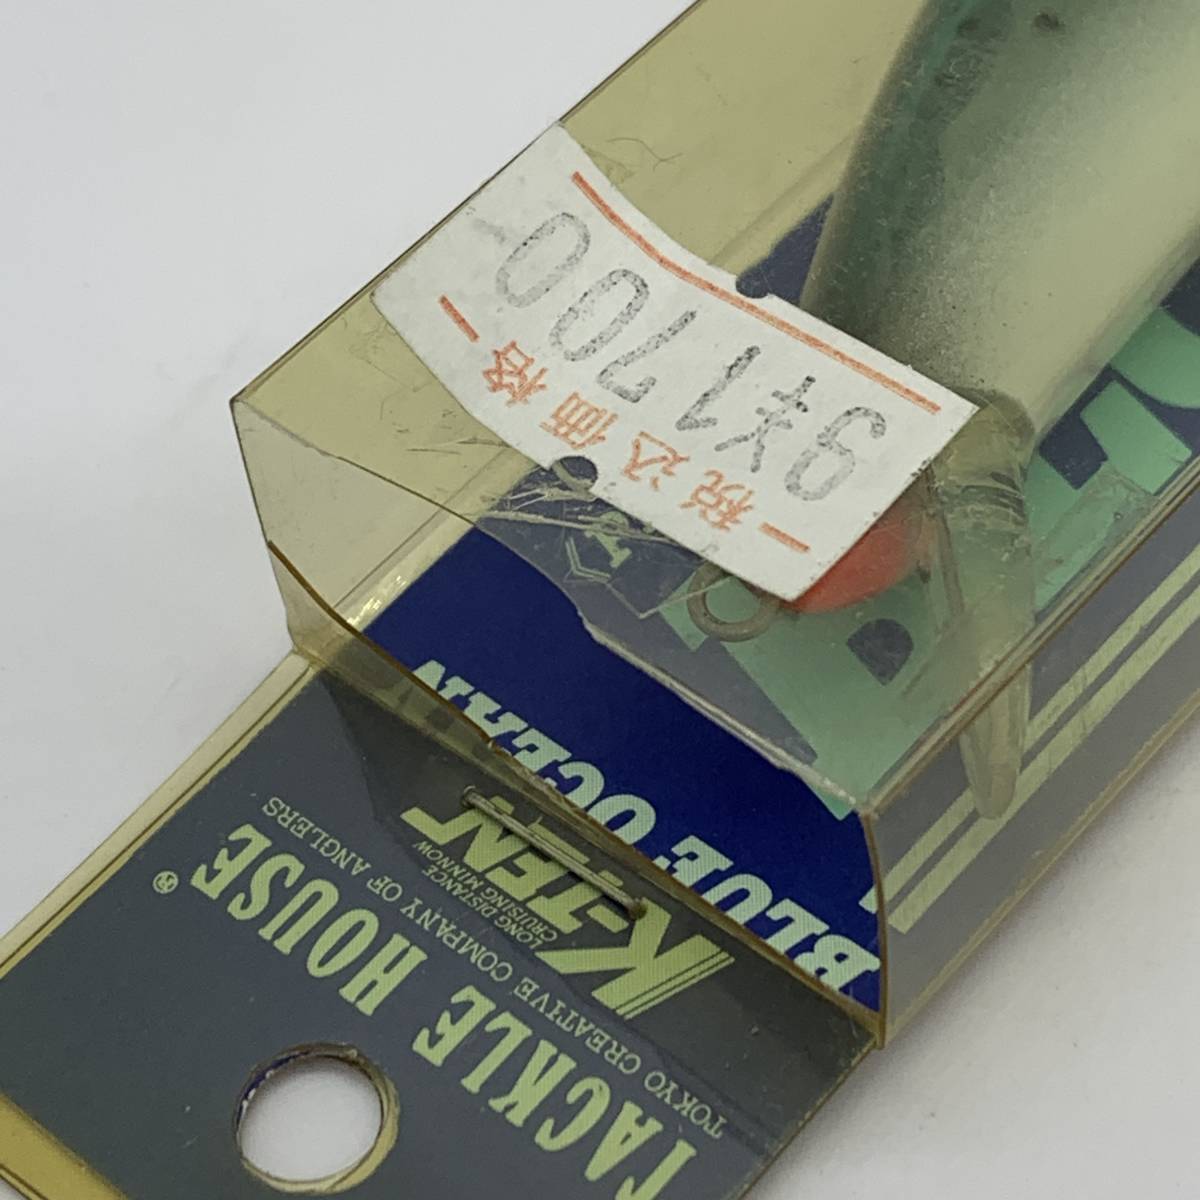 TACKLE HOUSE®
TOKYO CREATIVE COMPANY OF ANGLERS
K-TEN
LONG DISTANCE
CRUISING MINNOW
BLUE OCEAN
税込価格
9¥1700